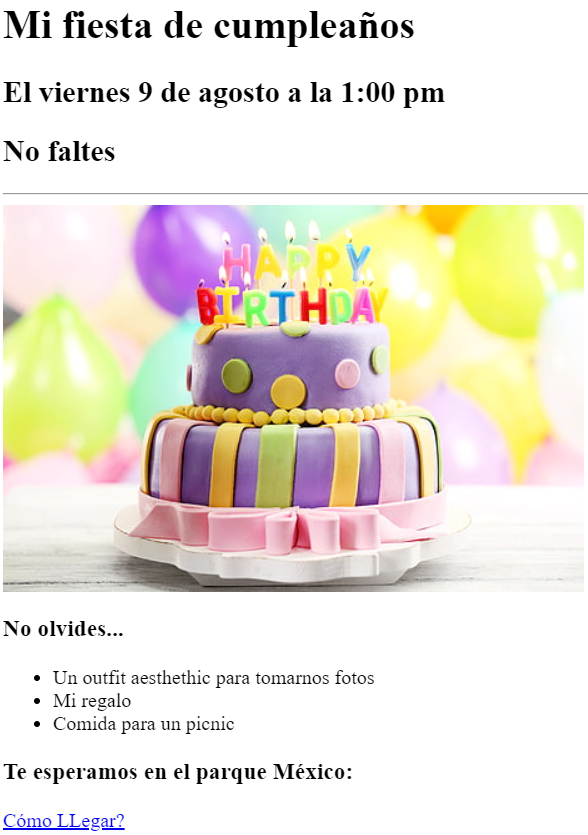 Mi fiesta de cumpleaños
El viernes 9 de agosto a la 1:00 pm
No faltes
HAPPY
BIRTHDAY
No olvides...
Un outfit aesthethic para tomarnos fotos
Mi regalo
Comida para un picnic
Te esperamos en el parque México:
Cómo LLegar?